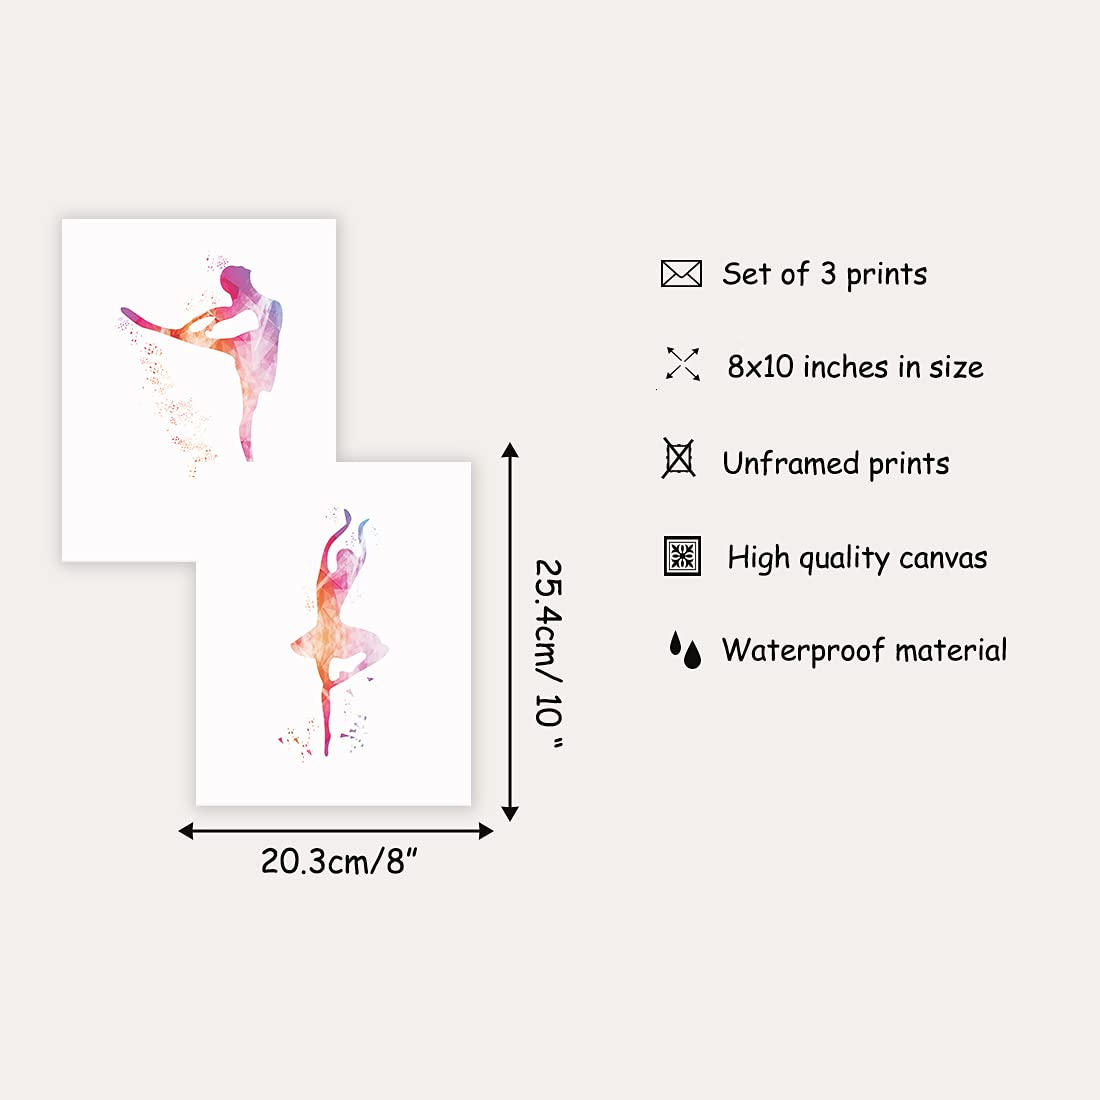 Set of 3 prints
8x10 inches in size
Unframed prints
High quality canvas
Waterproof material
25.4cm/ 10 "
20.3cm/8”